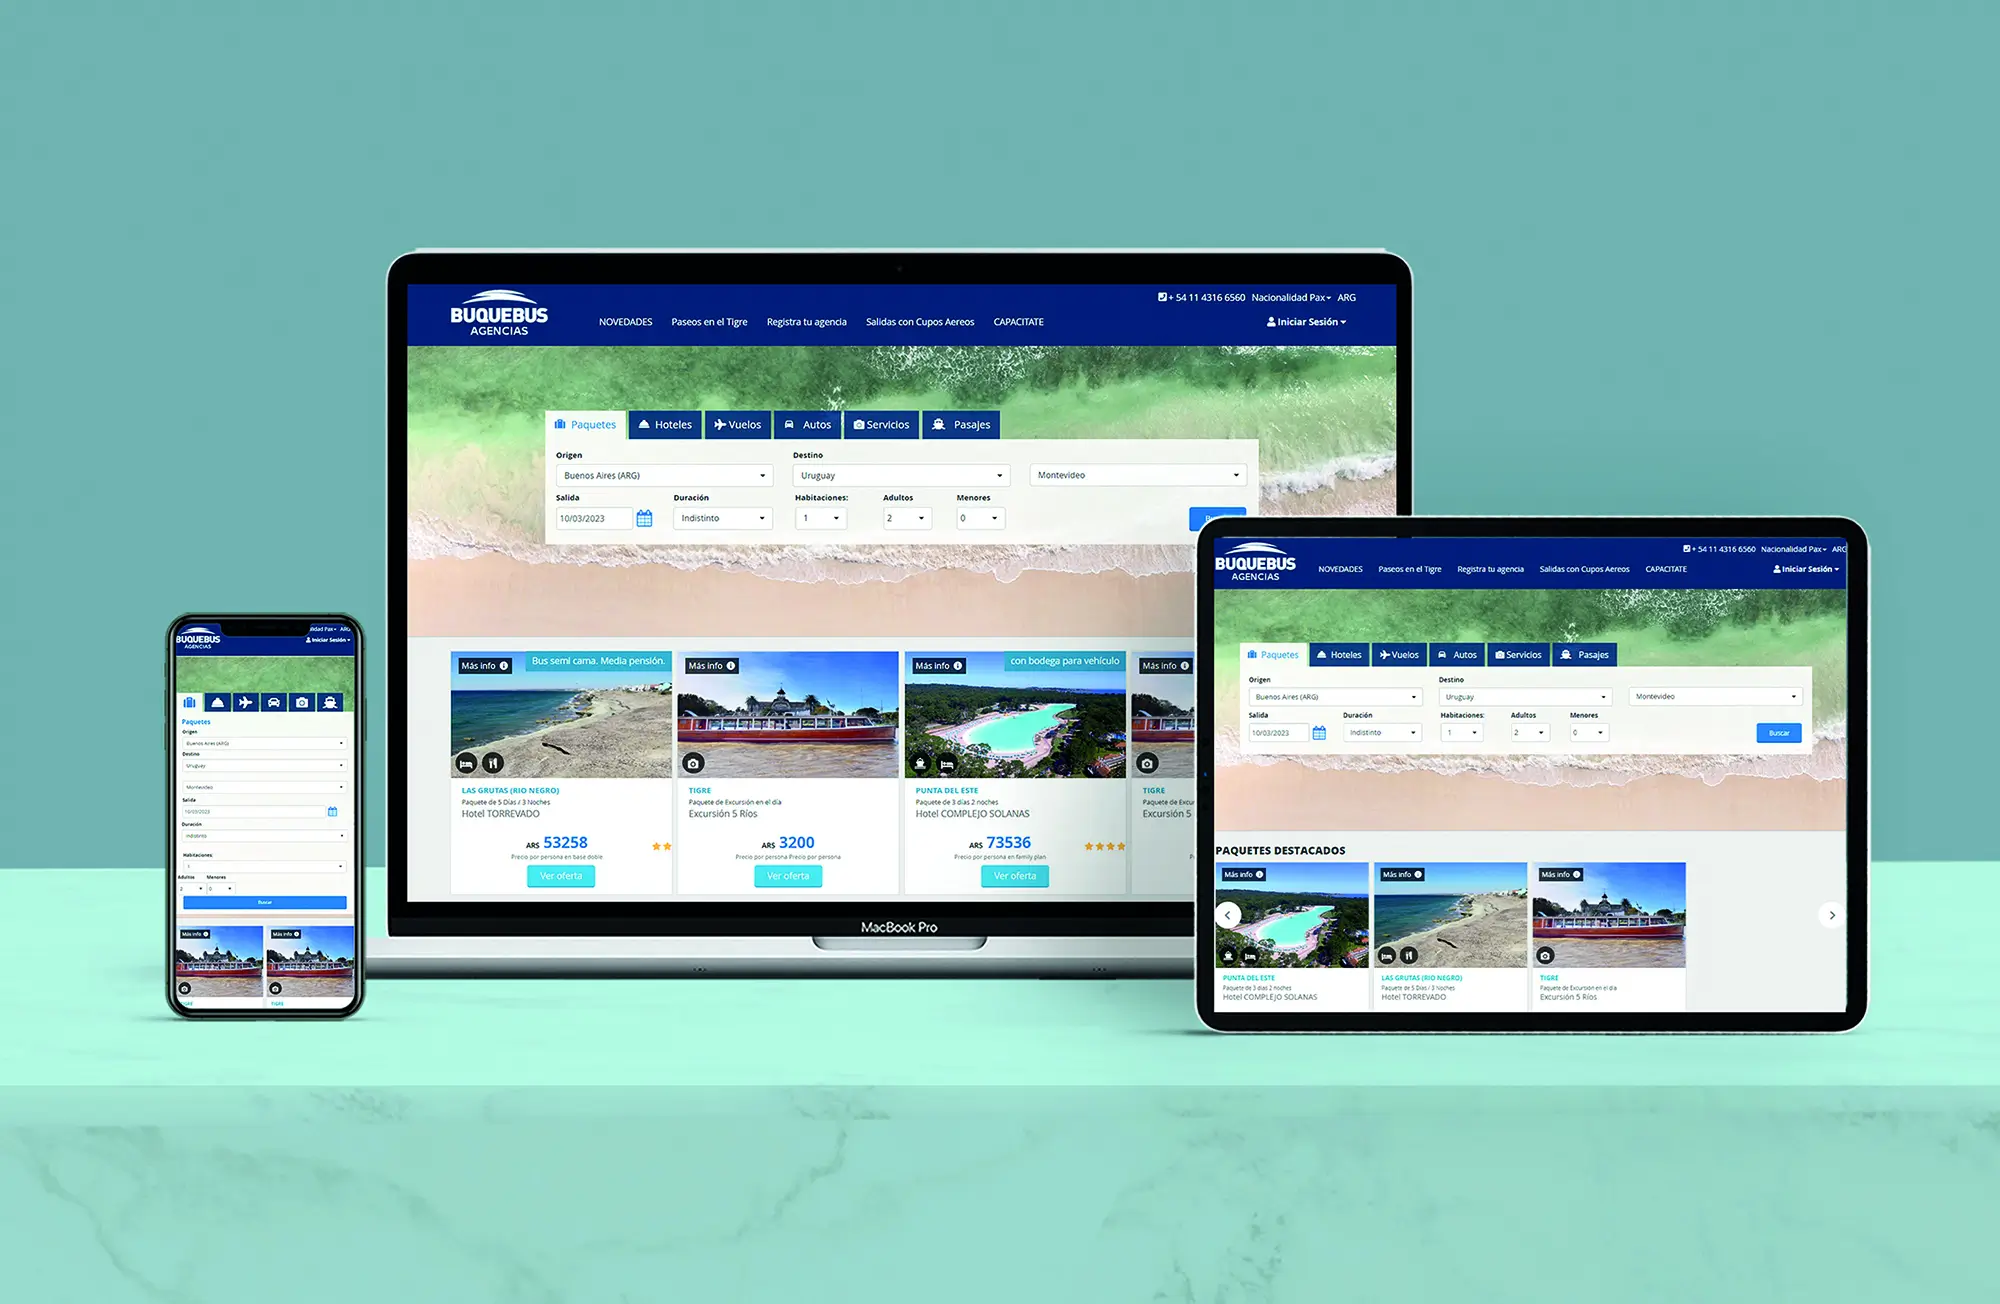 BUQUEBUS
AGENCIAS
+ 54 11 4316 6560 Nacionalidad Pax ARG
NOVEDADES Paseos en el Tigre Registra tu agencia Salidas con Cupos Aereos CAPACITATE
Iniciar Sesión
Paquetes Hoteles Vuelos Autos Servicios Pasajes
Origen Destino
Buenos Aires (ARG) Uruguay Montevideo
Salida Duración Habitaciones: Adultos Menores
10/03/2023 Indistinto 1 2 0
Más info Bus semi cama. Media pensión.
Más info
Más info con bodega para vehículo
Más info
LAS GRUTAS (RIO NEGRO)
Paquete de 5 Días / 3 Noches
Hotel TORREVADO
ARS 53258
Precio por persona en base doble
Ver oferta
TIGRE
Paquete de Excursión en el día
Excursión 5 Ríos
ARS 3200
Precio por persona Precio por persona
Ver oferta
PUNTA DEL ESTE
Paquete de 3 días 2 noches
Hotel COMPLEJO SOLANAS
ARS 73536
Precio por persona en family plan
Ver oferta
TIGRE
Paquete de Excur
Excursión 5
MacBook Pro
BUQUEBUS
AGENCIAS
+ 54 11 4316 6560 Nacionalidad Pax ARG
NOVEDADES Paseos en el Tigre Registra tu agencia Salidas con Cupos Aereos CAPACITATE
Iniciar Sesión
Paquetes Hoteles Vuelos Autos Servicios Pasajes
Origen Destino
Buenos Aires (ARG) Uruguay Montevideo
Salida Duración Habitaciones: Adultos Menores
10/03/2023 Indistinto 1 2 0
Buscar
PAQUETES DESTACADOS
Más info
Más info
Más info
PUNTA DEL ESTE
Paquete de 3 días 2 noches
Hotel COMPLEJO SOLANAS
LAS GRUTAS (RIO NEGRO)
Paquete de 5 Días / 3 Noches
Hotel TORREVADO
TIGRE
Paquete de Excursión en el día
Excursión 5 Ríos
BUQUEBUS
AGENCIAS
idad Pax ARG
Iniciar Sesión
Paquetes
Origen
Buenos Aires (ARG)
Destino
Uruguay
Montevideo
Salida
10/03/2023
Duración
Indistinto
Habitaciones:
1
Adultos Menores
2 0
Buscar
Más info
Más info
TIGRE
TIGRE